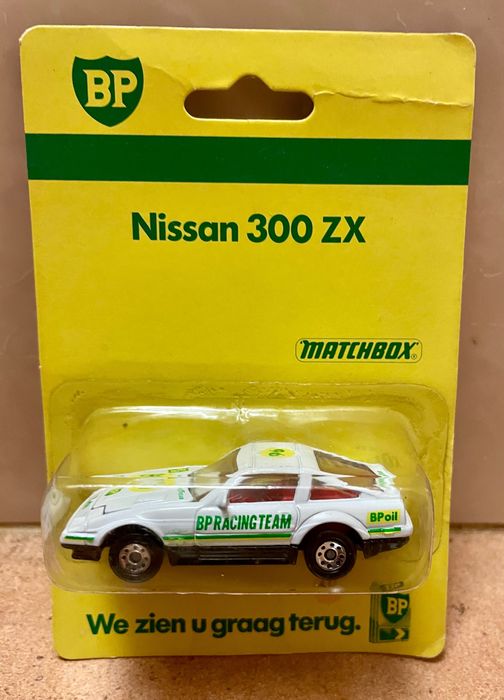 BP
Nissan 300 ZX
MATCHBOX
BP RACING TEAM
BPoil
We zien u graag terug.
BP